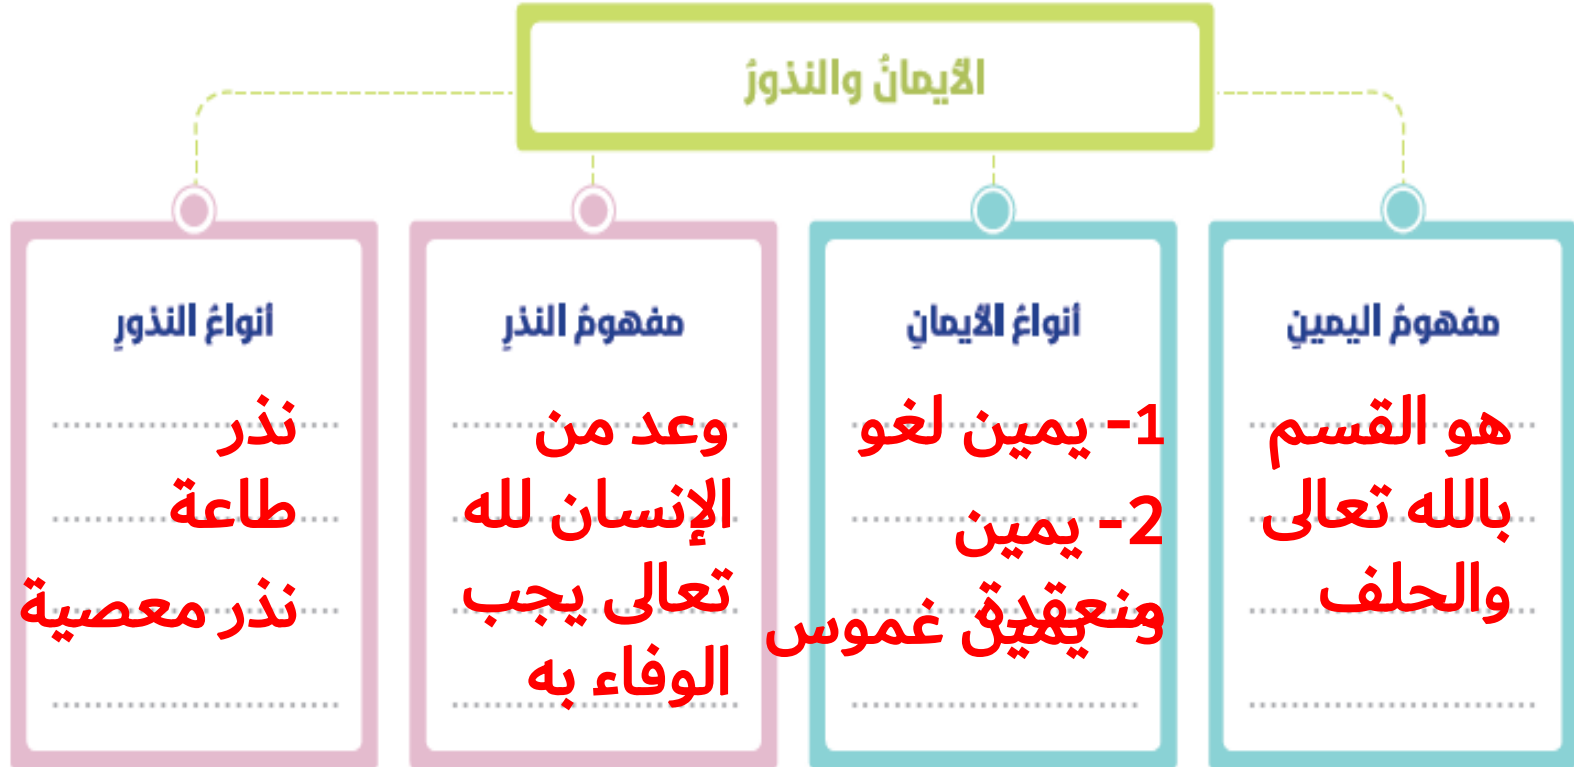 الأيمانُ والنذورُ
مفهومُ اليمينِ
هو القسم
بالله تعالى
والحلف
أنواعُ الأيمانِ
1- يمين لغو
2- يمين
منعقدة
3- يمين غموس
مفهومُ النذرِ
وعد من
الإنسان لله
تعالى يجب
الوفاء به
أنواعُ النذورِ
نذر
طاعة
نذر معصية